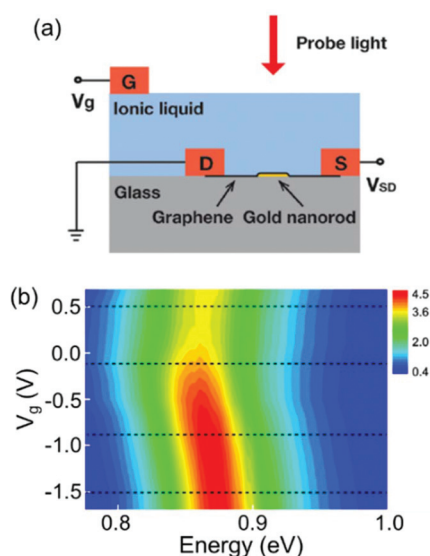 (a)
Probe light
G
Vg
Ionic liquid
D
S
VSD
Glass
Graphene
Gold nanorod
(b)
4.5
3.6
2.0
0.4
0.5
0.0
-0.5
-1.0
-1.5
Vg (V)
0.8
0.9
1.0
Energy (eV)